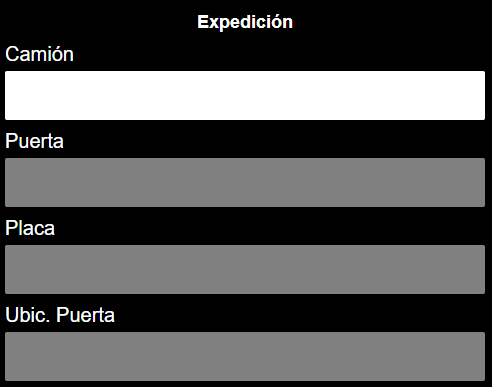 Expedición
Camión
Puerta
Placa
Ubic. Puerta